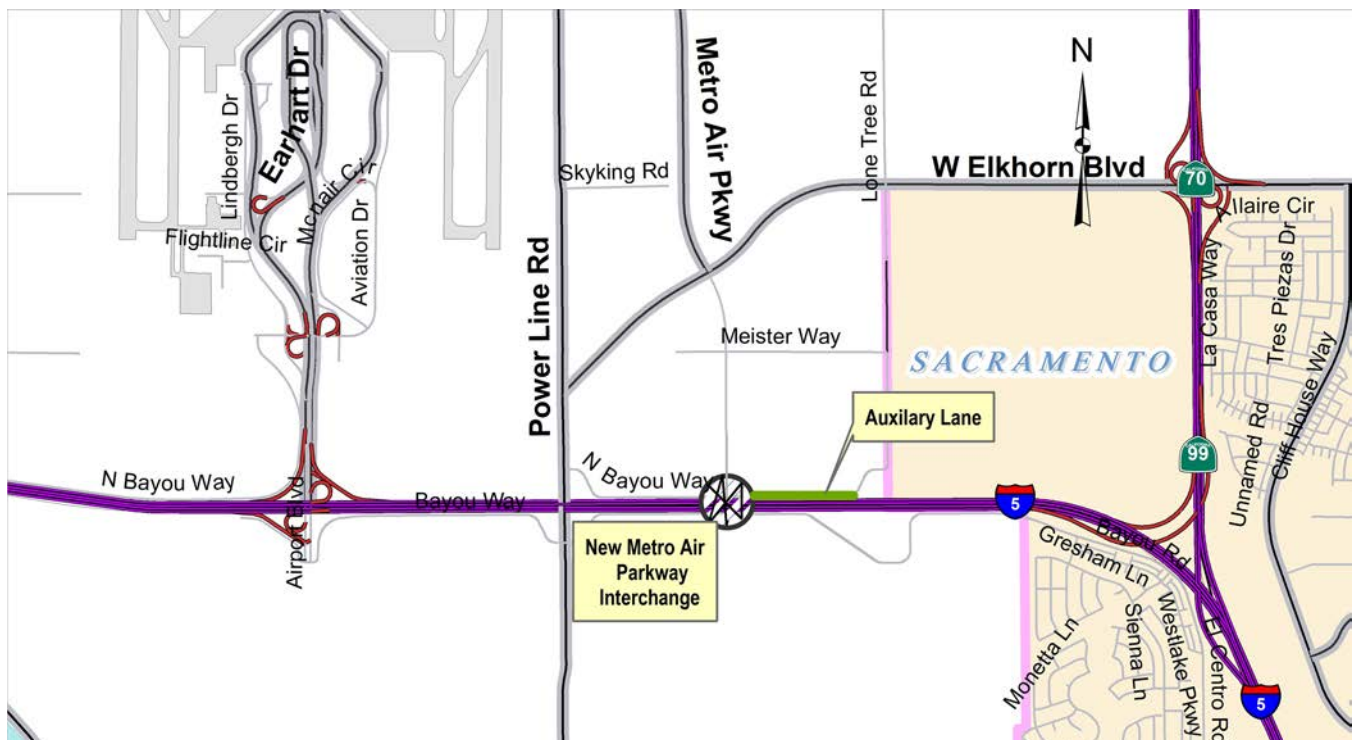 N
Earhart Dr
Metro Air Pkwy
Lone Tree Rd
Lindbergh Dr
Skyking Rd
W Elkhorn Blvd
70
Allaire Cir
Mcnair Cir
Flightline Cir
Aviation Dr
Power Line Rd
La Casa Way
Tres Piezas Dr
Meister Way
SACRAMENTO
Cliff House Way
Auxilary Lane
Unnamed Rd
99
N Bayou Way
N Bayou Way
Airport Blvd
Bayou Way
5
New Metro Air
Parkway
Interchange
Bayou Rd
Gresham Ln
Monetta Ln
Sienna Ln
Westlake Pkwy
El Centro Rd
5